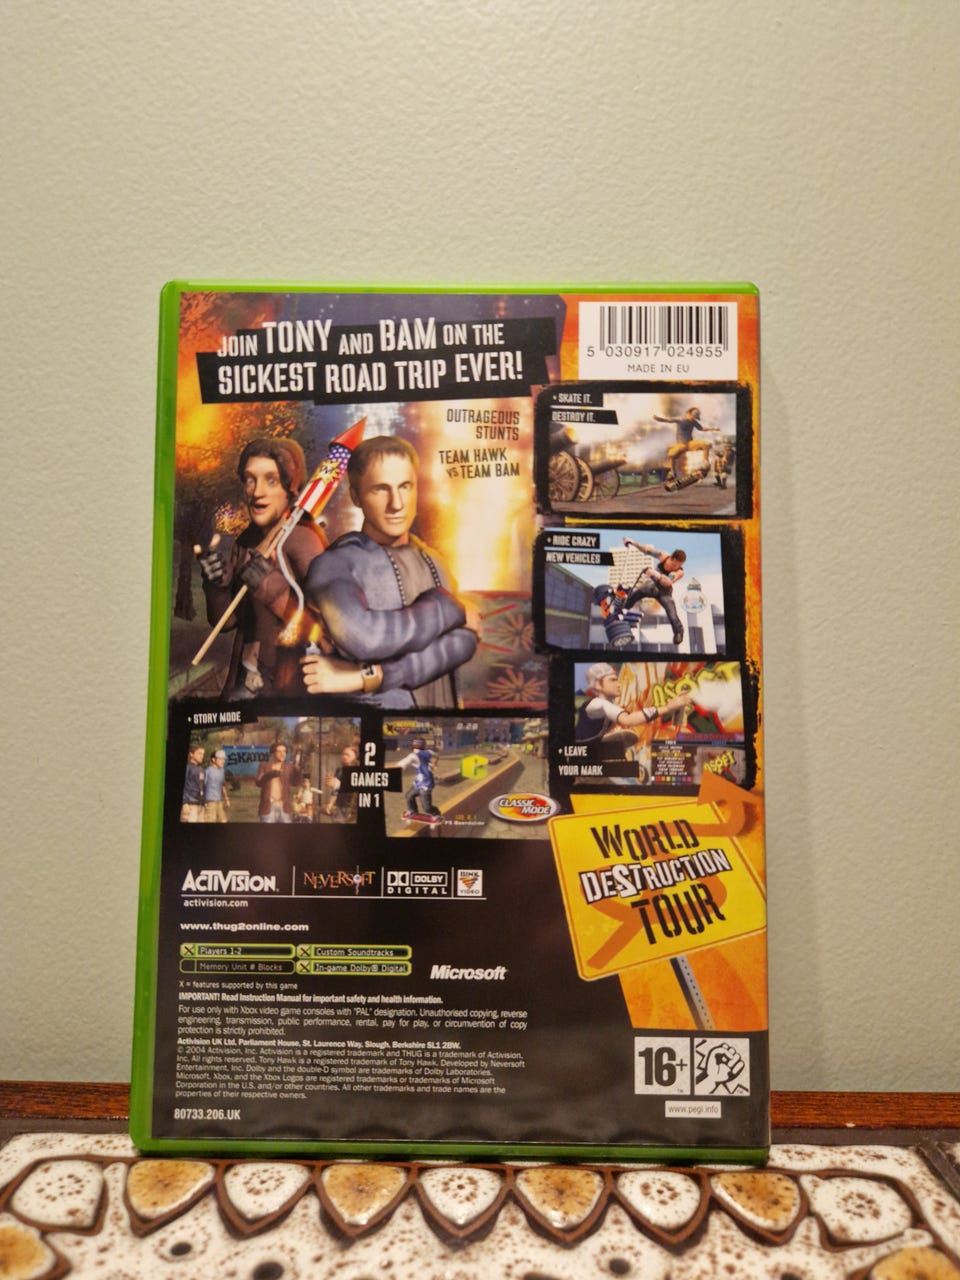 JOIN TONY AND BAM ON THE
SICKEST ROAD TRIP EVER!
5 030917 024955
MADE IN EU
OUTRAGEOUS
STUNTS
TEAM HAWK
VS TEAM BAM
+ SKATE IT.
DESTROY IT.
+ RIDE CRAZY
NEW VEHICLES
+ LEAVE
YOUR MARK
+ STORY MODE
SKATOPI
2
GAMES
IN 1
0:28
CLASSIC
MODE
WORLD
DESTRUCTION
TOUR
ACTIVISION.
activision.com
NEVERSOFT
DOLBY
DIGITAL
BINK
VIDEO
www.thug2online.com
X Players 1-2
X Custom Soundtracks
Memory Unit # Blocks
X In-game Dolby® Digital
Microsoft®
X = features supported by this game
IMPORTANT! Read Instruction Manual for important safety and health information.
For use only with Xbox video game consoles with "PAL" designation. Unauthorised copying, reverse
engineering, transmission, public performance, rental, pay for play, or circumvention of copy
protection is strictly prohibited.
Activision UK Ltd. Parliament House, St. Laurence Way, Slough, Berkshire SL1 2BW.
© 2004 Activision, Inc. Activision is a registered trademark and THUG is a trademark of Activision,
Inc. All rights reserved. Tony Hawk is a registered trademark of Tony Hawk. Developed by Neversoft
Entertainment, Inc. Dolby and the double-D symbol are trademarks of Dolby Laboratories.
Microsoft, Xbox, and the Xbox Logos are registered trademarks or trademarks of Microsoft
Corporation in the U.S. and/or other countries. All other trademarks and trade names are the
properties of their respective owners.
80733.206.UK
16+
™
www.pegi.info